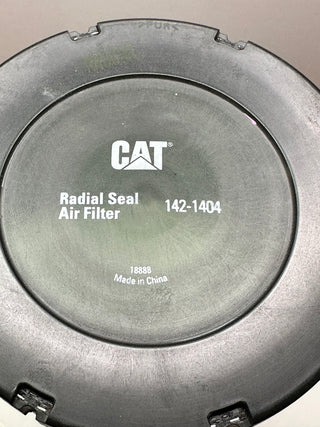 CAT®
Radial Seal 142-1404
Air Filter
18888
Made in China